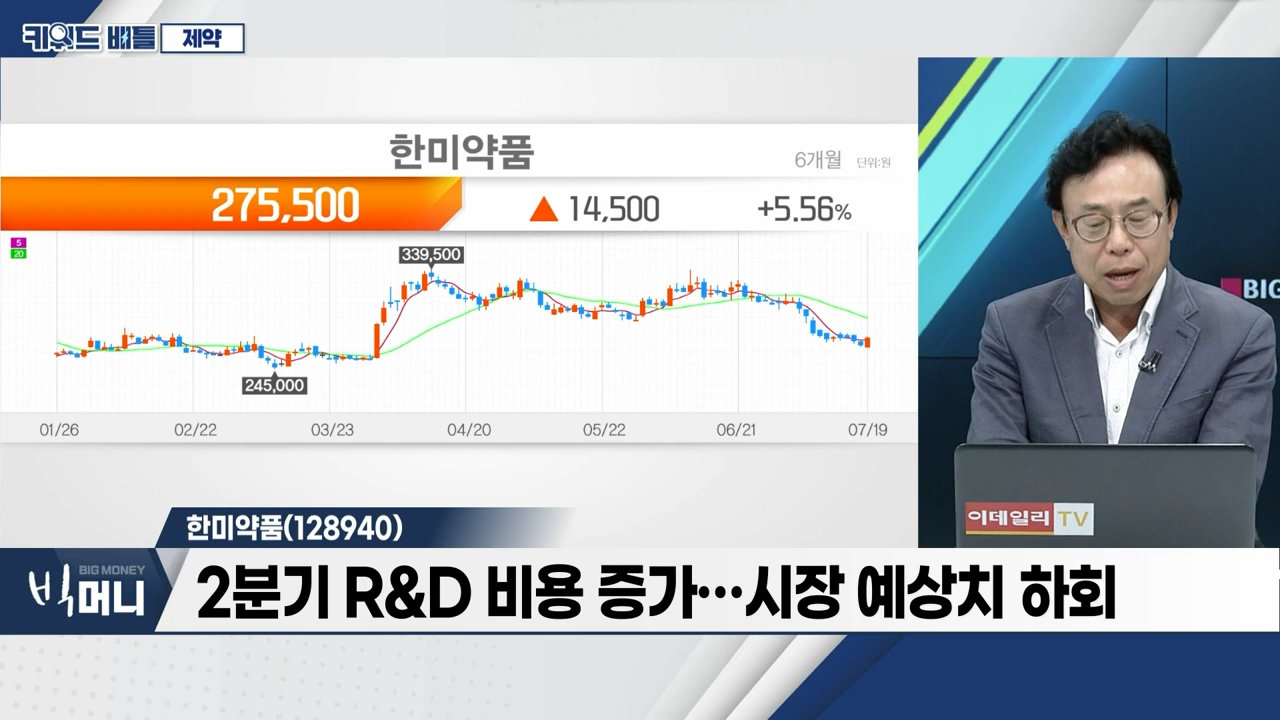 키워드 배틀 제약
한미약품
6개월 단위:원
275,500 ▲ 14,500 +5.56%
5
20
339,500
245,000
01/26 02/22 03/23 04/20 05/22 06/21 07/19
BIG
이데일리 TV
한미약품(128940)
BIG MONEY
빅머니
2분기 R&D 비용 증가…시장 예상치 하회